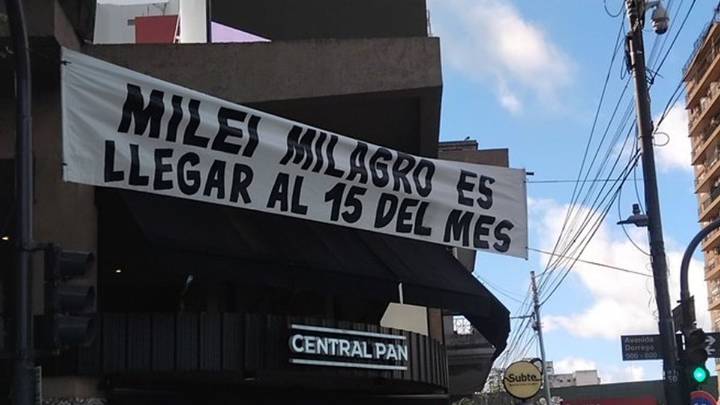 MILEI MILAGRO ES
LLEGAR AL 15 DEL MES
CENTRAL PAN
Subte
Avenida
Dorrego